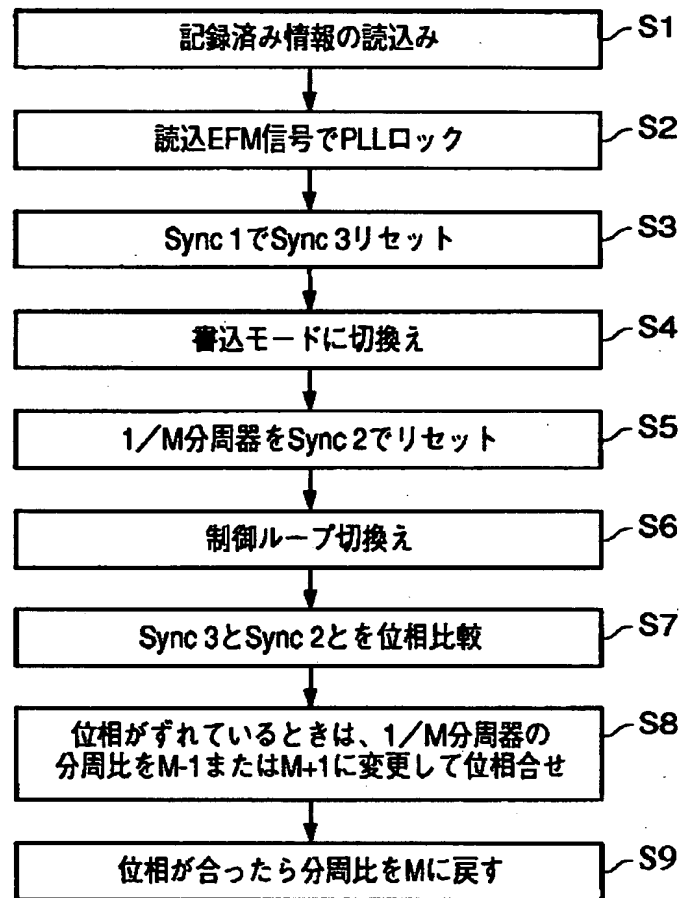 記録済み情報の読込み S1
読込EFM信号でPLLロック S2
Sync 1でSync 3リセット S3
書込モードに切換え S4
1/M分周器をSync 2でリセット S5
制御ループ切換え S6
Sync 3とSync 2とを位相比較 S7
位相がずれているときは、1/M分周器の S8
分周比をM-1またはM+1に変更して位相合せ
位相が合ったら分周比をMに戻す S9